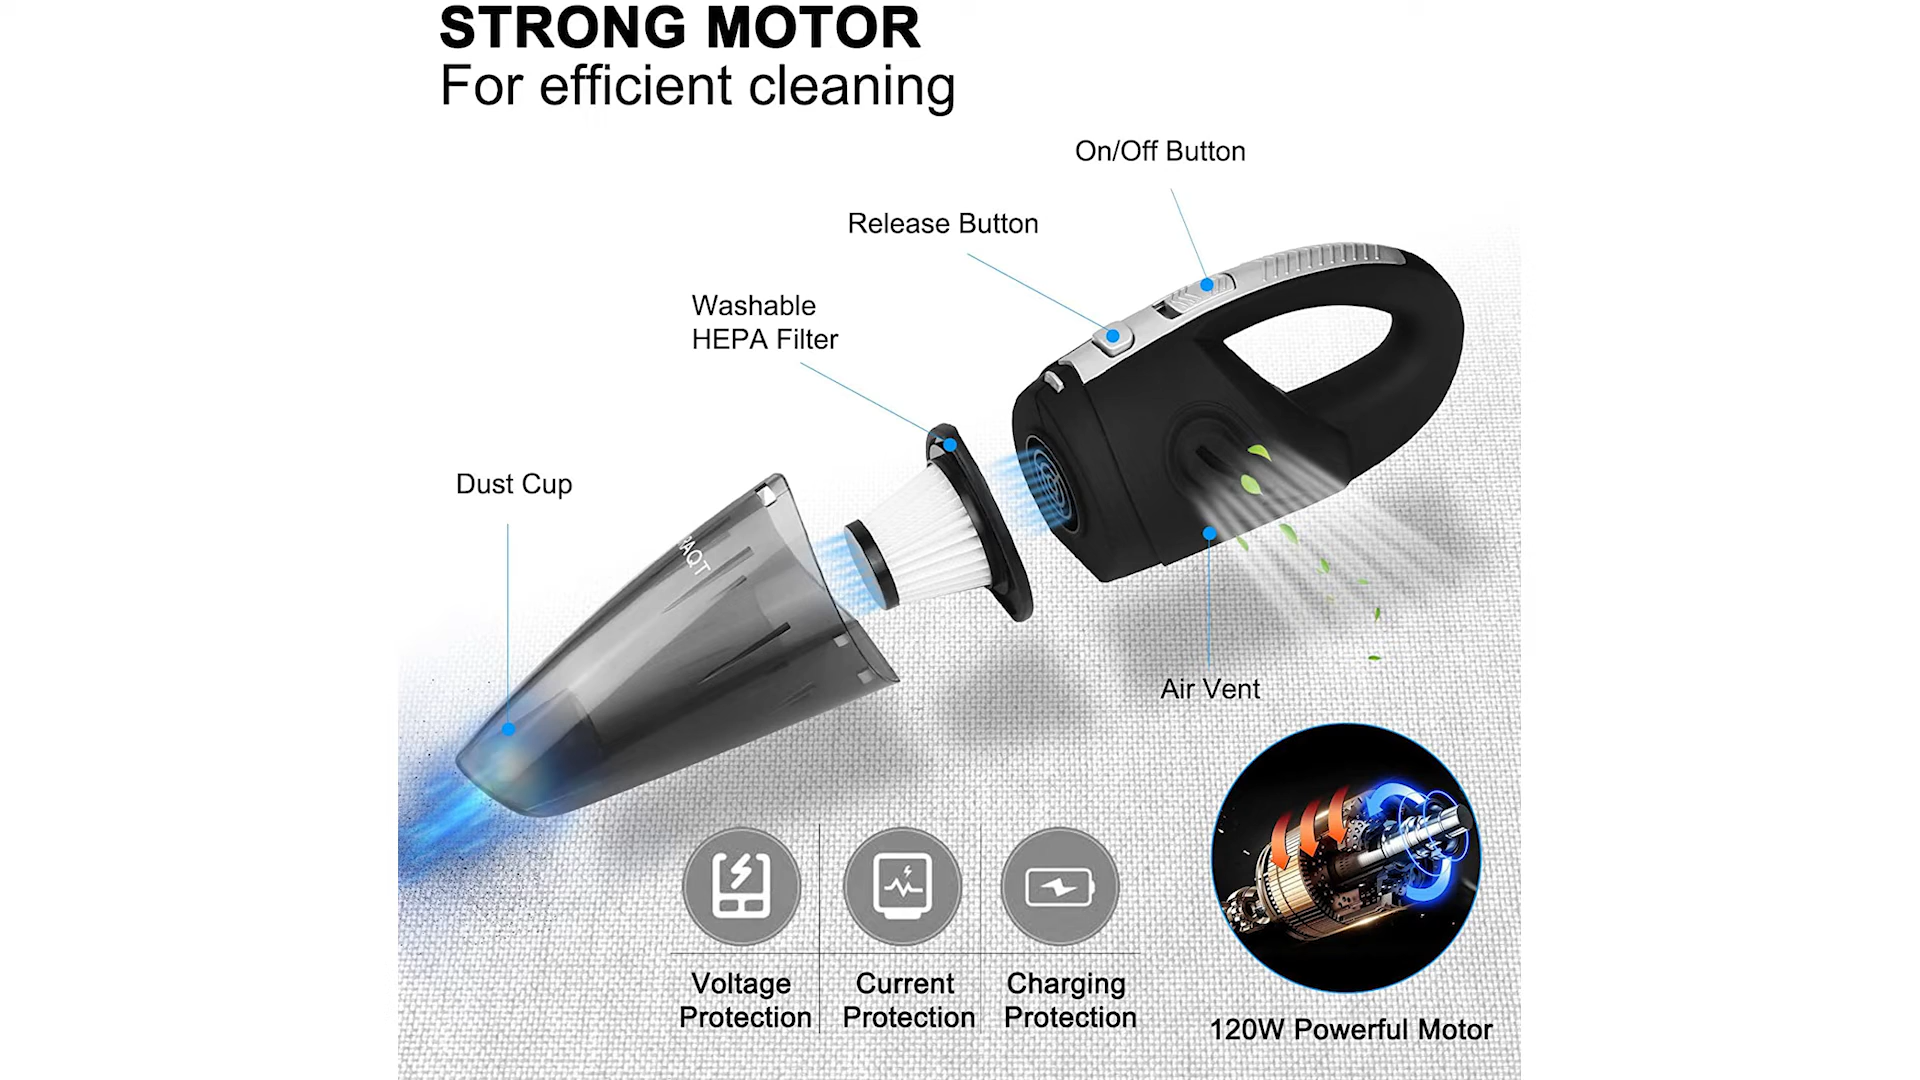 STRONG MOTOR
For efficient cleaning
On/Off Button
Release Button
Washable
HEPA Filter
Dust Cup
Air Vent
Voltage
Protection
Current
Protection
Charging
Protection
120W Powerful Motor